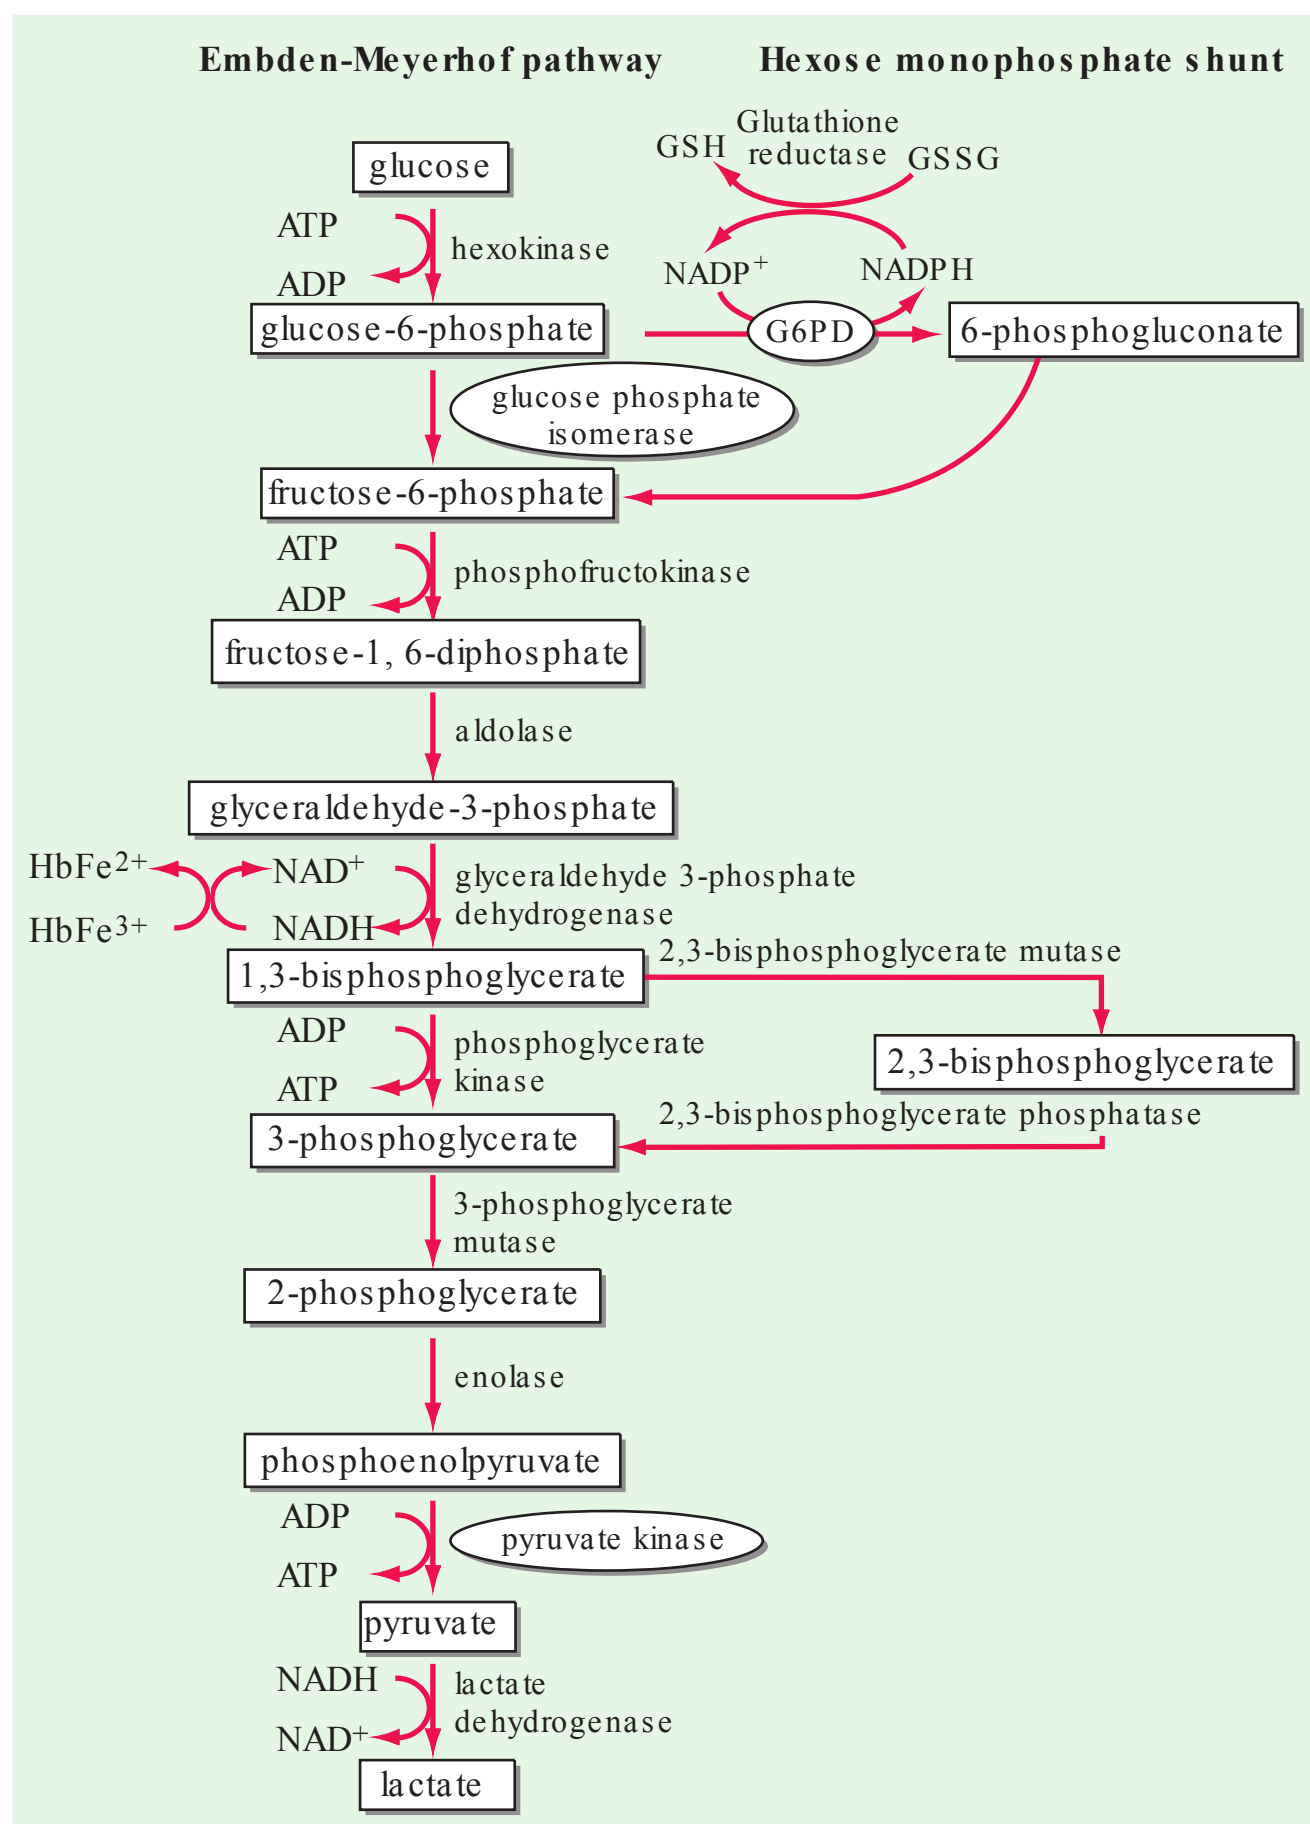 Embden-Meyerhof pathway
Hexose monophosphate shunt
glucose
ATP
ADP
hexokinase
GSH
Glutathione
reductase
GSSG
NADP+
NADPH
glucose-6-phosphate
G6PD
6-phosphogluconate
glucose phosphate
isomerase
fructose-6-phosphate
ATP
ADP
phosphofructokinase
fructose-1, 6-diphosphate
aldolase
glyceraldehyde-3-phosphate
HbFe2+
HbFe3+
NAD+
NADH
glyceraldehyde 3-phosphate
dehydrogenase
1,3-bisphosphoglycerate
2,3-bisphosphoglycerate mutase
ADP
ATP
phosphoglycerate
kinase
2,3-bisphosphoglycerate
2,3-bisphosphoglycerate phosphatase
3-phosphoglycerate
3-phosphoglycerate
mutase
2-phosphoglycerate
enolase
phosphoenolpyruvate
ADP
ATP
pyruvate kinase
pyruvate
NADH
NAD+
lactate
dehydrogenase
lactate